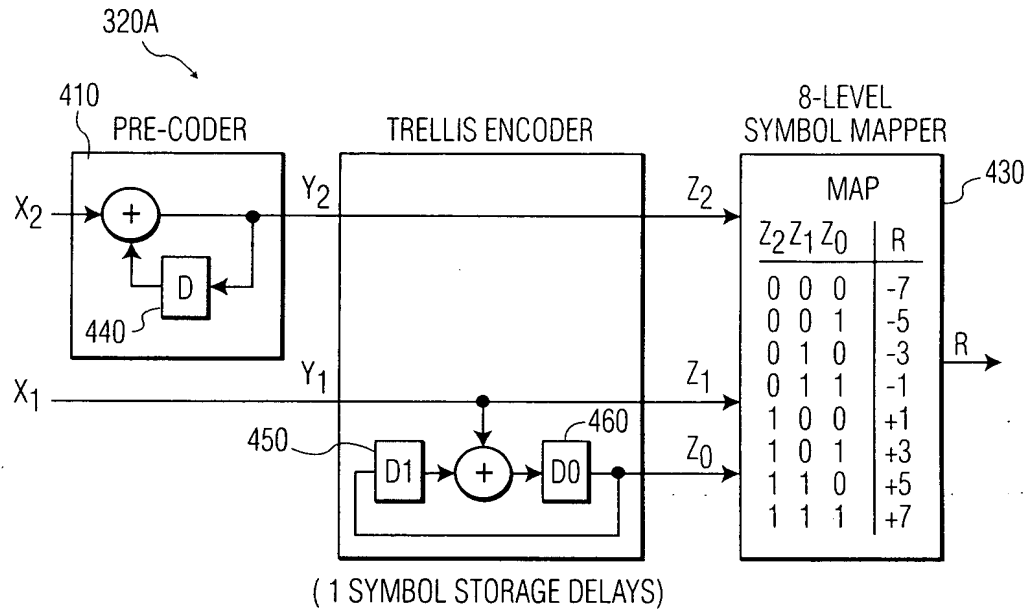 320A
410
PRE-CODER
TRELLIS ENCODER
8-LEVEL
SYMBOL MAPPER
430
X2
+
Y2
Z2
D
440
MAP
Z2 Z1 Z0 R
0 0 0 -7
0 0 1 -5
0 1 0 -3
0 1 1 -1
1 0 0 +1
1 0 1 +3
1 1 0 +5
1 1 1 +7
R
X1
Y1
Z1
450
460
D1
+
D0
Z0
( 1 SYMBOL STORAGE DELAYS)